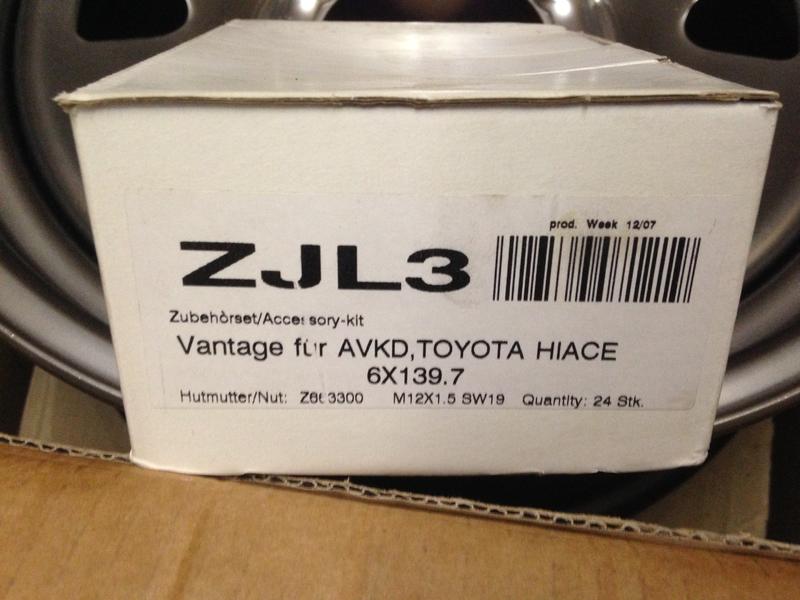 prod. Week 12/07
ZJL3
Zubehòrset/Accessory-kit
Vantage für AVKD,TOYOTA HIACE
6X139.7
Hutmutter/Nut: M12X1.5 SW19 Quantity: 24 Stk.